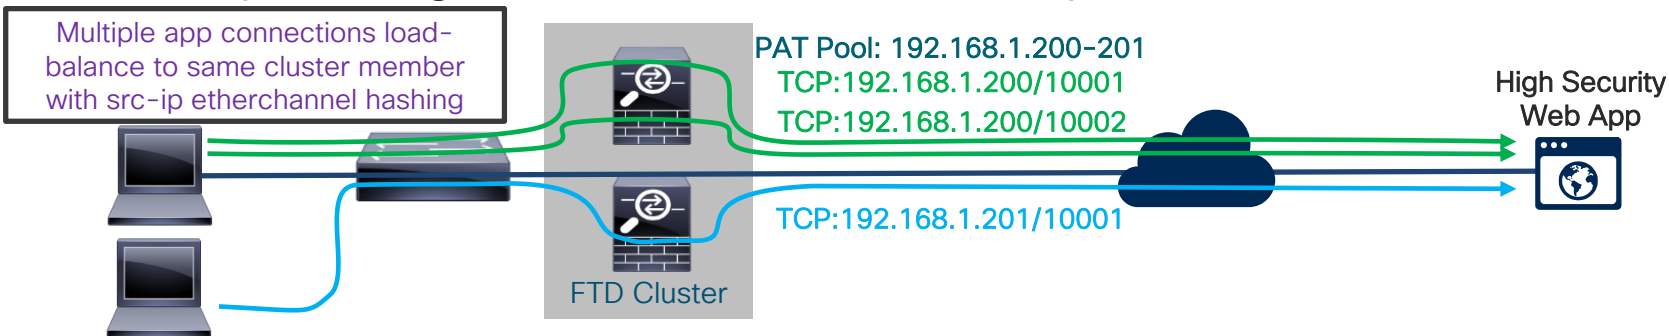 Multiple app connections load-
balance to same cluster member
with src-ip etherchannel hashing
PAT Pool: 192.168.1.200-201
TCP:192.168.1.200/10001
TCP:192.168.1.200/10002
TCP:192.168.1.201/10001
FTD Cluster
High Security
Web App